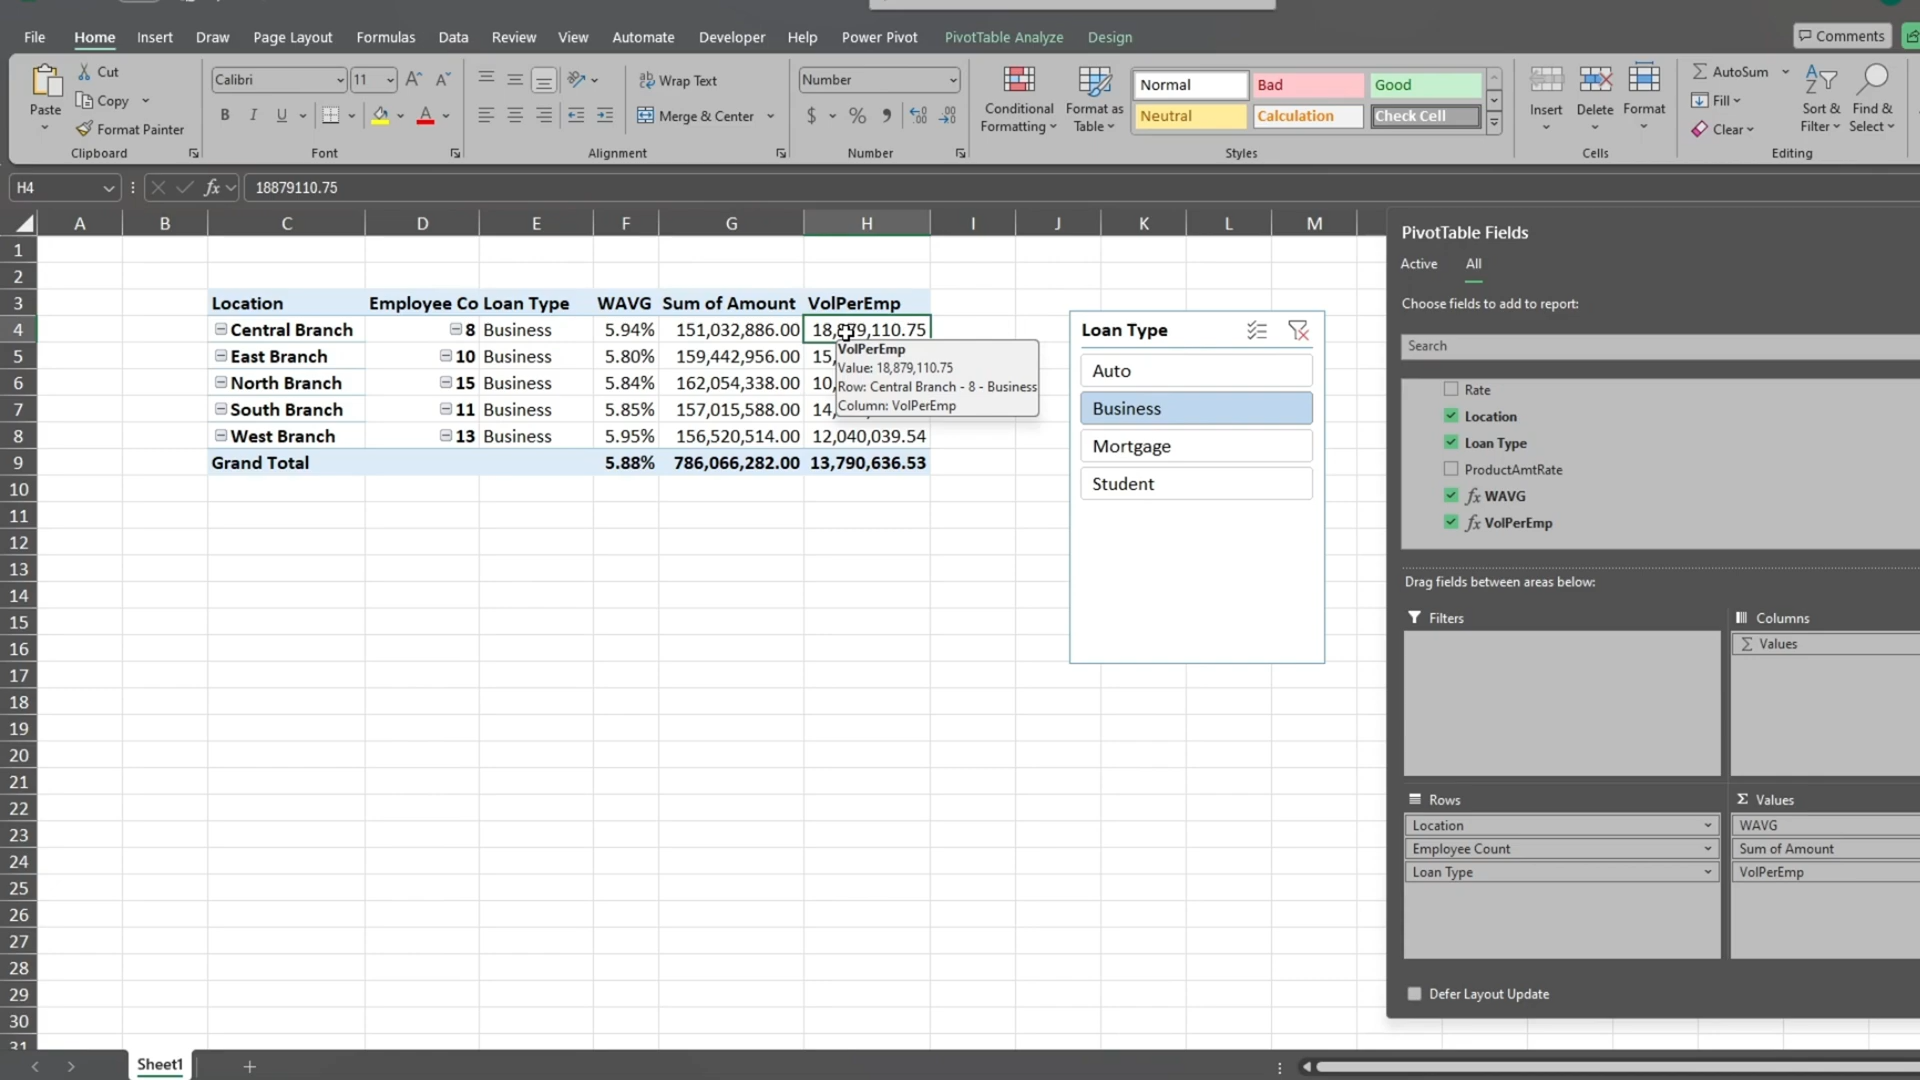 File Home Insert Draw Page Layout Formulas Data Review View Automate Developer Help Power Pivot PivotTable Analyze Design Comments
Paste
Cut
Copy
Format Painter
Clipboard
Calibri 11
B I U
Font
Wrap Text
Merge & Center
Alignment
Number
$ % 9
Number
Conditional Formatting
Format as Table
Normal Bad Good
Neutral Calculation Check Cell
Styles
Insert Delete Format
Cells
AutoSum
Fill
Clear
Sort & Filter
Find & Select
Editing
H4 fx 18879110.75
A B C D E F G H I J K L M
1
2
3 Location Employee Co Loan Type WAVG Sum of Amount VolPerEmp
4 Central Branch 8 Business 5.94% 151,032,886.00 18,879,110.75
5 East Branch 10 Business 5.80% 159,442,956.00 15,
6 North Branch 15 Business 5.84% 162,054,338.00 10,
7 South Branch 11 Business 5.85% 157,015,588.00 14,
8 West Branch 13 Business 5.95% 156,520,514.00 12,040,039.54
9 Grand Total 5.88% 786,066,282.00 13,790,636.53
10
11
12
13
14
15
16
17
18
19
20
21
22
23
24
25
26
27
28
29
30
31
VolPerEmp
Value: 18,879,110.75
Row: Central Branch - 8 - Business
Column: VolPerEmp
Loan Type
Auto
Business
Mortgage
Student
PivotTable Fields
Active All
Choose fields to add to report:
Search
Rate
Location
Loan Type
ProductAmtRate
fx WAVG
fx VolPerEmp
Drag fields between areas below:
Filters
Columns
Σ Values
Rows
Location
Employee Count
Loan Type
Σ Values
WAVG
Sum of Amount
VolPerEmp
Defer Layout Update
Sheet1